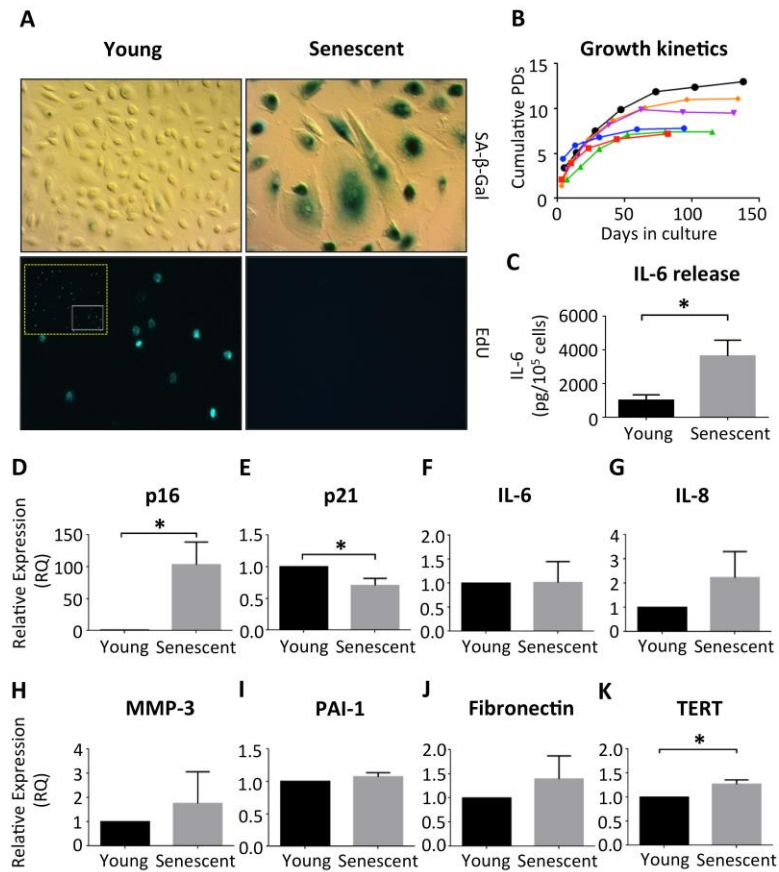 A
Young
Senescent
SA-β-Gal
EdU
B
Growth kinetics
Cumulative PDs
15
10
5
0
0
50
100
150
Days in culture
C
IL-6 release
*
IL-6
(pg/10⁵ cells)
6000
4000
2000
0
Young
Senescent
D
p16
*
Relative Expression
(RQ)
150
100
50
0
Young Senescent
E
p21
*
1.5
1.0
0.5
0.0
Young Senescent
F
IL-6
2.0
1.5
1.0
0.5
0.0
Young Senescent
G
IL-8
4
3
2
1
0
Young Senescent
H
MMP-3
Relative Expression
(RQ)
4
3
2
1
0
Young Senescent
I
PAI-1
1.5
1.0
0.5
0.0
Young Senescent
J
Fibronectin
2.0
1.5
1.0
0.5
0.0
Young Senescent
K
TERT
*
2.0
1.5
1.0
0.5
0.0
Young Senescent